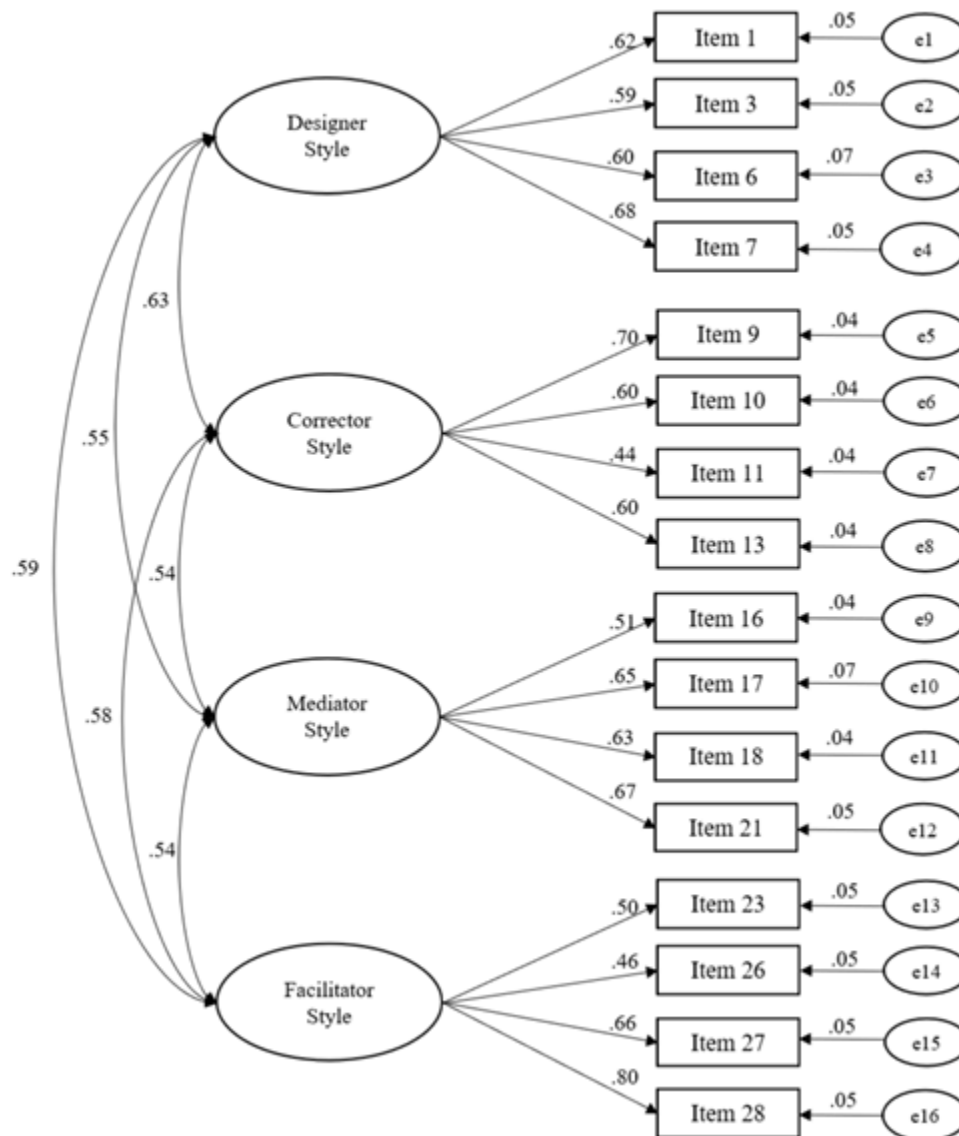 .62
Item 1
.05
e1
Designer
Style
.59
Item 3
.05
e2
.60
Item 6
.07
e3
.68
Item 7
.05
e4
.63
.70
Item 9
.04
e5
Corrector
Style
.60
Item 10
.04
e6
.55
.44
Item 11
.04
e7
.60
Item 13
.04
e8
.59
.54
.51
Item 16
.04
e9
Mediator
Style
.65
Item 17
.07
e10
.58
.63
Item 18
.04
e11
.67
Item 21
.05
e12
.54
.50
Item 23
.05
e13
Facilitator
Style
.46
Item 26
.05
e14
.66
Item 27
.05
e15
.80
Item 28
.05
e16